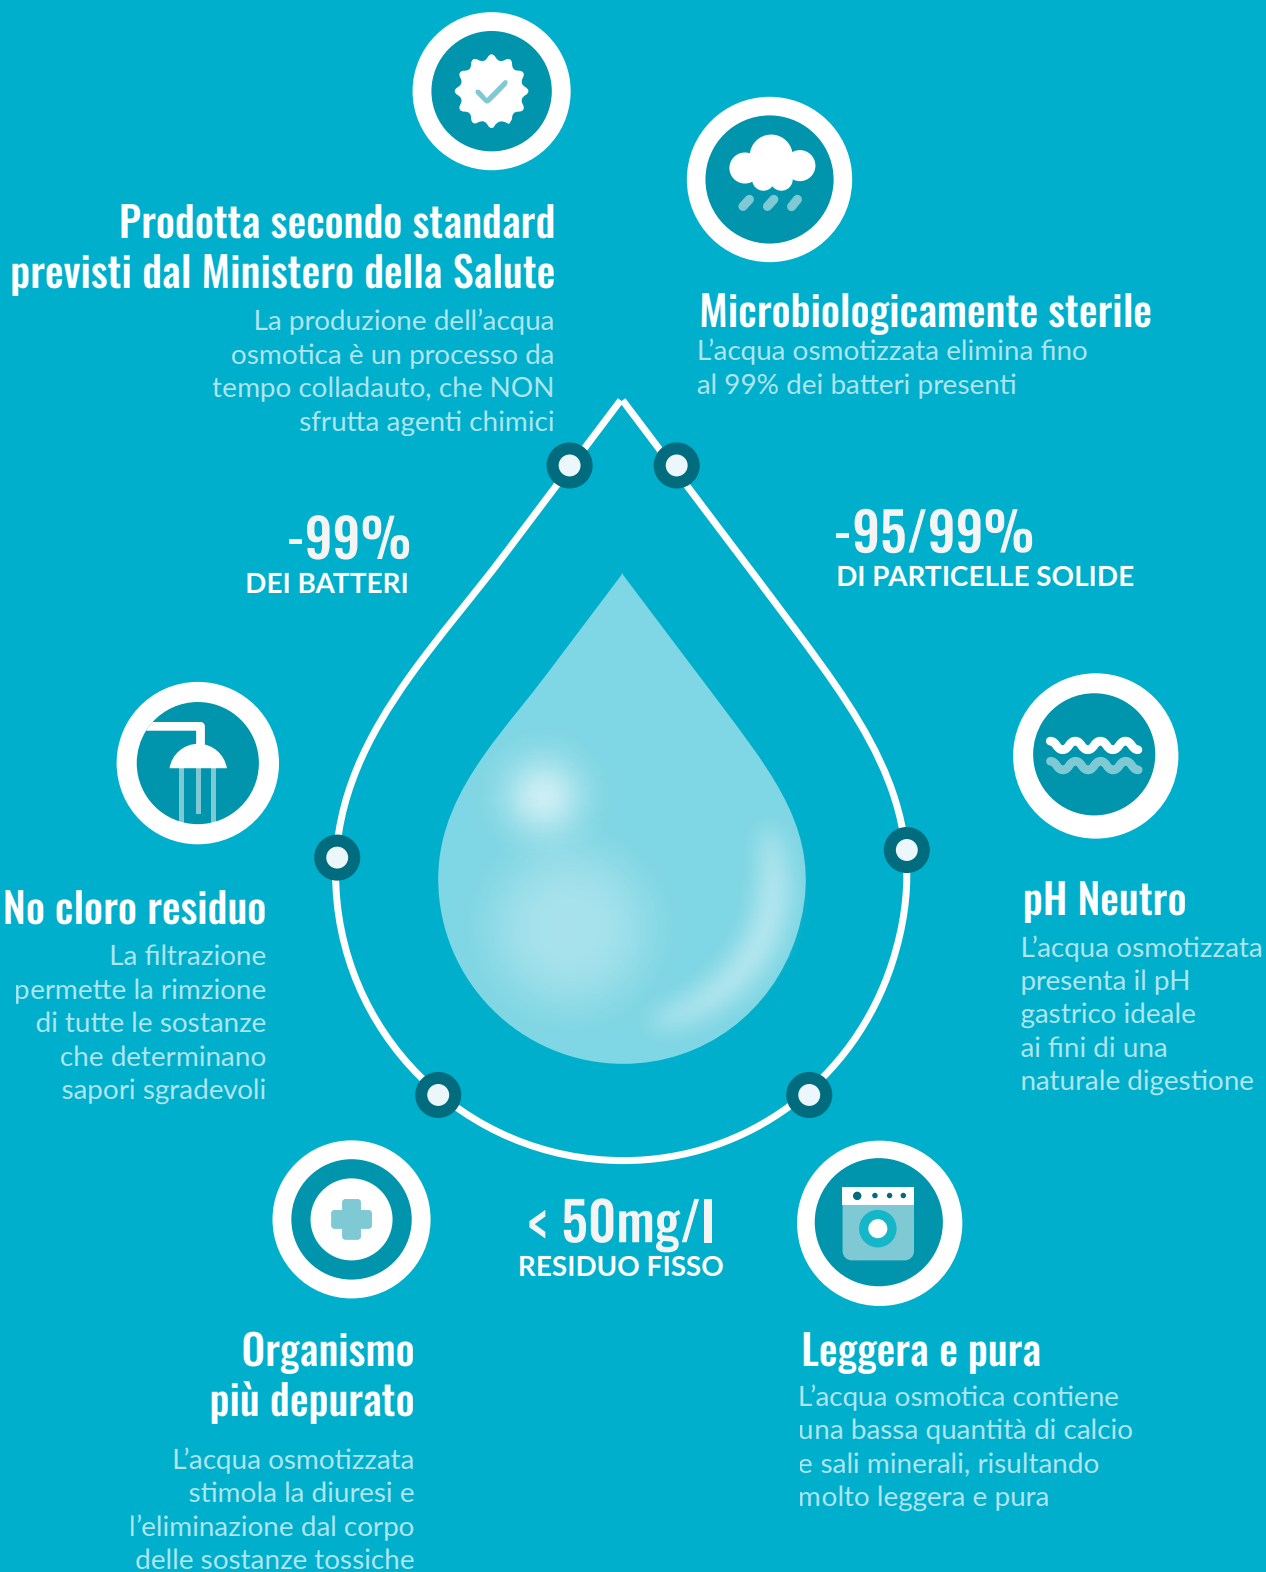 Prodotta secondo standard
previsti dal Ministero della Salute
La produzione dell’acqua
osmotica è un processo da
tempo colladauto, che NON
sfrutta agenti chimici
Microbiologicamente sterile
L’acqua osmotizzata elimina fino
al 99% dei batteri presenti
-99%
DEI BATTERI
-95/99%
DI PARTICELLE SOLIDE
No cloro residuo
La filtrazione
permette la rimzione
di tutte le sostanze
che determinano
sapori sgradevoli
pH Neutro
L’acqua osmotizzata
presenta il pH
gastrico ideale
ai fini di una
naturale digestione
< 50mg/l
RESIDUO FISSO
Organismo
più depurato
L’acqua osmotizzata
stimola la diuresi e
l’eliminazione dal corpo
delle sostanze tossiche
Leggera e pura
L’acqua osmotica contiene
una bassa quantità di calcio
e sali minerali, risultando
molto leggera e pura